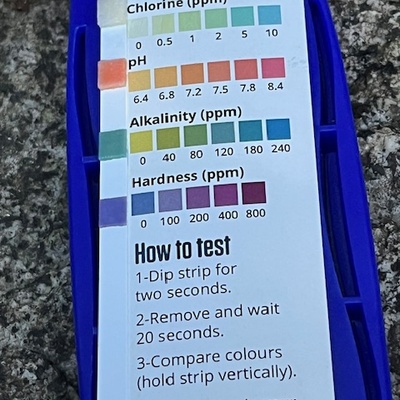 Chlorine (ppm)
0 0.5 1 2 5 10
pH
6.4 6.8 7.2 7.5 7.8 8.4
Alkalinity (ppm)
0 40 80 120 180 240
Hardness (ppm)
0 100 200 400 800
How to test
1-Dip strip for
two seconds.
2-Remove and wait
20 seconds.
3-Compare colours
(hold strip vertically).